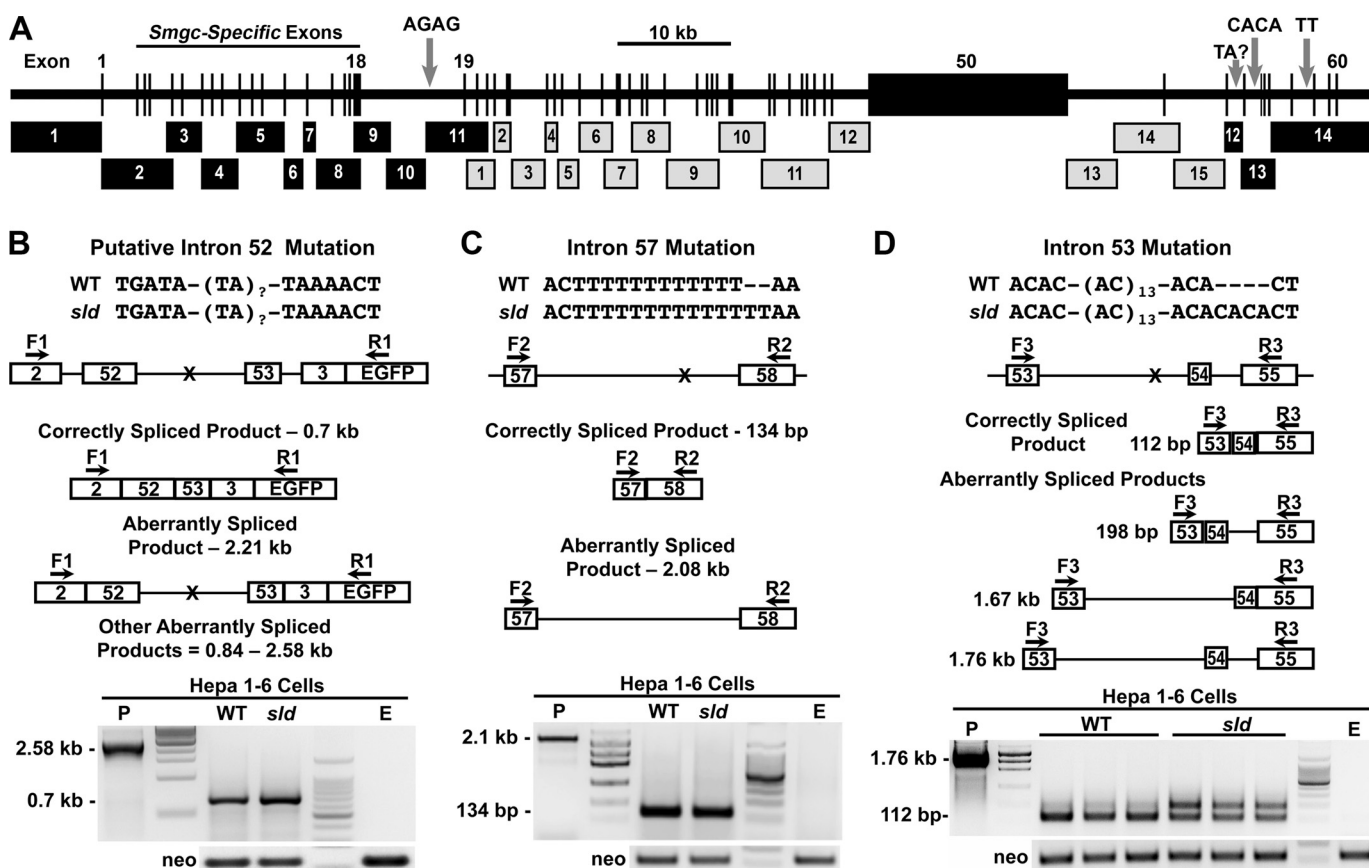 A
Smgc-Specific Exons
AGAG
10 kb
CACA
TT
TA?
Exon
1
18
19
50
60
1 3 5 7 9 11 2 4 6 8 10 12 14 12 14
2 4 6 8 10 1 3 5 7 9 11 13 15 13
B
Putative Intron 52 Mutation
WT TGATA-(TA)?-TAAAACT
sld TGATA-(TA)?-TAAAACT
F1 R1
2 52 X 53 3 EGFP
Correctly Spliced Product – 0.7 kb
F1 R1
2 52 53 3 EGFP
Aberrantly Spliced
Product – 2.21 kb
F1 R1
2 52 X 53 3 EGFP
Other Aberrantly Spliced
Products = 0.84 – 2.58 kb
Hepa 1-6 Cells
P WT sld E
2.58 kb -
0.7 kb -
neo
C
Intron 57 Mutation
WT ACTTTTTTTTTTTTT--AA
sld ACTTTTTTTTTTTTTTTAA
F2 R2
57 X 58
Correctly Spliced Product - 134 bp
F2 R2
57 58
Aberrantly Spliced
Product – 2.08 kb
F2 R2
57 58
Hepa 1-6 Cells
P WT sld E
2.1 kb -
134 bp -
neo
D
Intron 53 Mutation
WT ACAC-(AC)13-ACA----CT
sld ACAC-(AC)13-ACACACACT
F3 R3
53 X 54 55
Correctly Spliced
Product
112 bp
F3 R3
53 54 55
Aberrantly Spliced Products
F3 R3
198 bp 53 54 55
F3 R3
1.67 kb 53 54 55
F3 R3
1.76 kb 53 54 55
Hepa 1-6 Cells
P WT sld E
1.76 kb -
112 bp-
neo